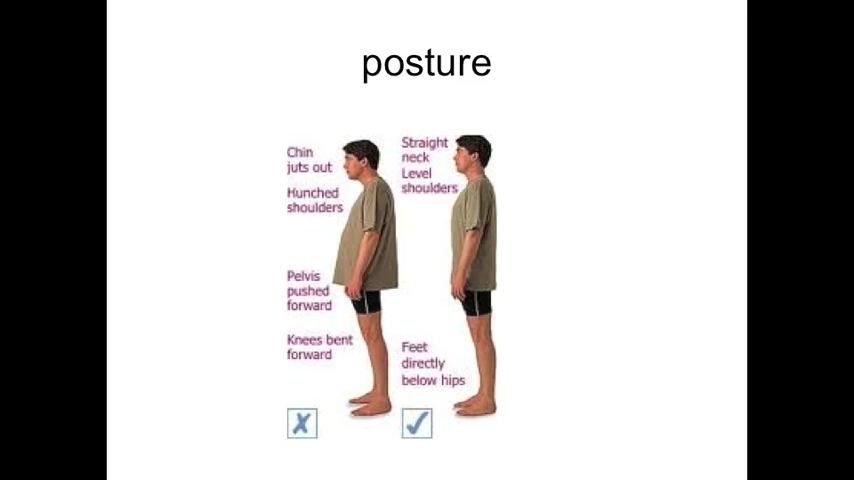 posture
Chin
juts out
Hunched
shoulders
Pelvis
pushed
forward
Knees bent
forward
Straight
neck
Level
shoulders
Feet
directly
below hips